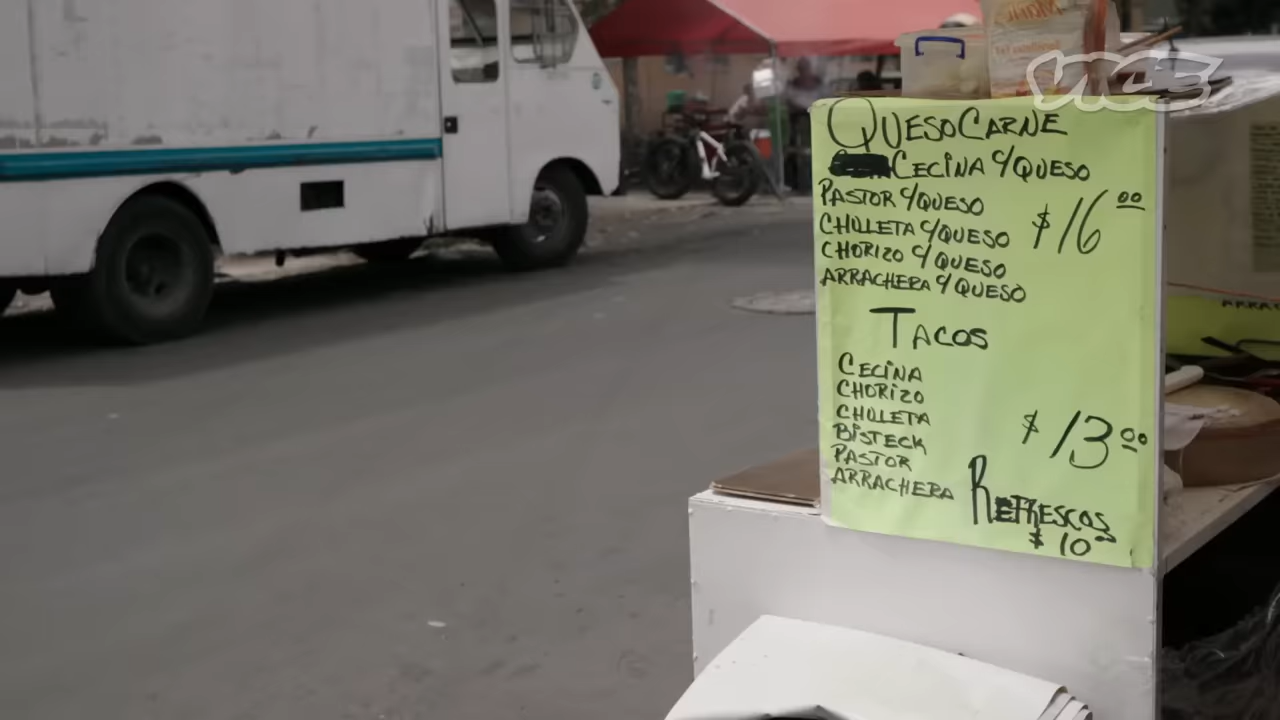 VICE
QUESOCARNE
CECINA C/QUESO
PASTOR C/QUESO
CHULETA C/QUESO
CHORIZO C/QUESO
ARRACHERA C/QUESO
$16.00
TACOS
CECINA
CHORIZO
CHULETA
BISTECK
PASTOR
ARRACHERA
$13.00
REFRESCOS
$10